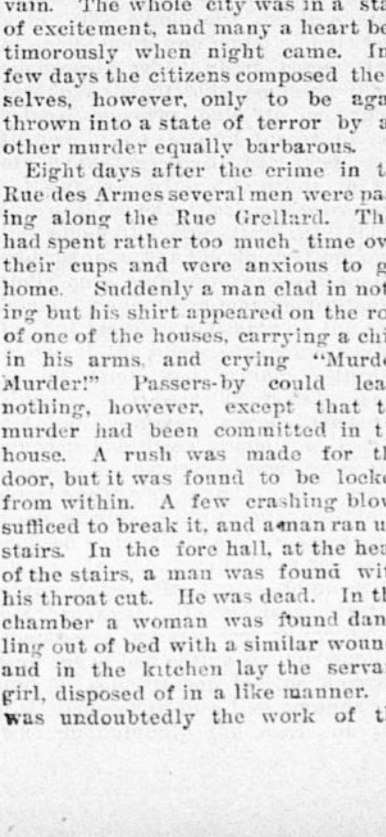 vain. The whole city was in a sta
of excitement, and many a heart be
timorously when night came. In
few days the citizens composed the
selves, however, only to be aga
thrown into a state of terror by a
other murder equally barbarous.
Eight days after the crime in t
Rue des Armes several men were pa
ing along the Rue Grellard. The
had spent rather too much time ov
their cups and were anxious to g
home. Suddenly a man clad in not
ing but his shirt appeared on the ro
of one of the houses, carrying a chi
in his arms, and crying "Murde
Murder!" Passers-by could lea
nothing, however, except that t
murder had been committed in t
house. A rush was made for th
door, but it was found to be locke
from within. A few crashing blow
sufficed to break it, and a man ran u
stairs. In the fore hall, at the hea
of the stairs, a man was found wit
his throat cut. He was dead. In th
chamber a woman was found dan
ling out of bed with a similar woun
and in the kitchen lay the serva
girl, disposed of in a like manner.
was undoubtedly the work of th